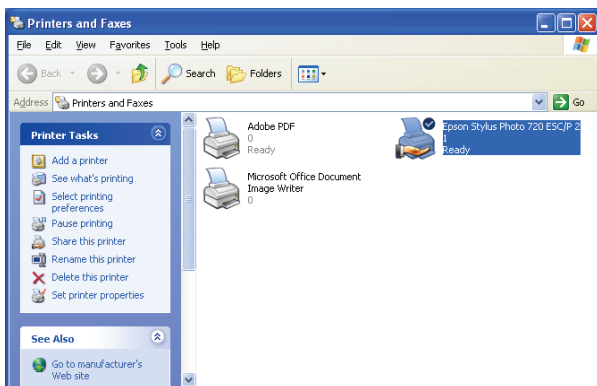 Printers and Faxes
File Edit View Favorites Tools Help
Back Search Folders
Address Printers and Faxes Go
Printer Tasks
Add a printer
See what's printing
Select printing
preferences
Pause printing
Share this printer
Rename this printer
Delete this printer
Set printer properties
See Also
Go to manufacturer's
Web site
Adobe PDF
0
Ready
Epson Stylus Photo 720 ESC/P 2
1
Ready
Microsoft Office Document
Image Writer
0